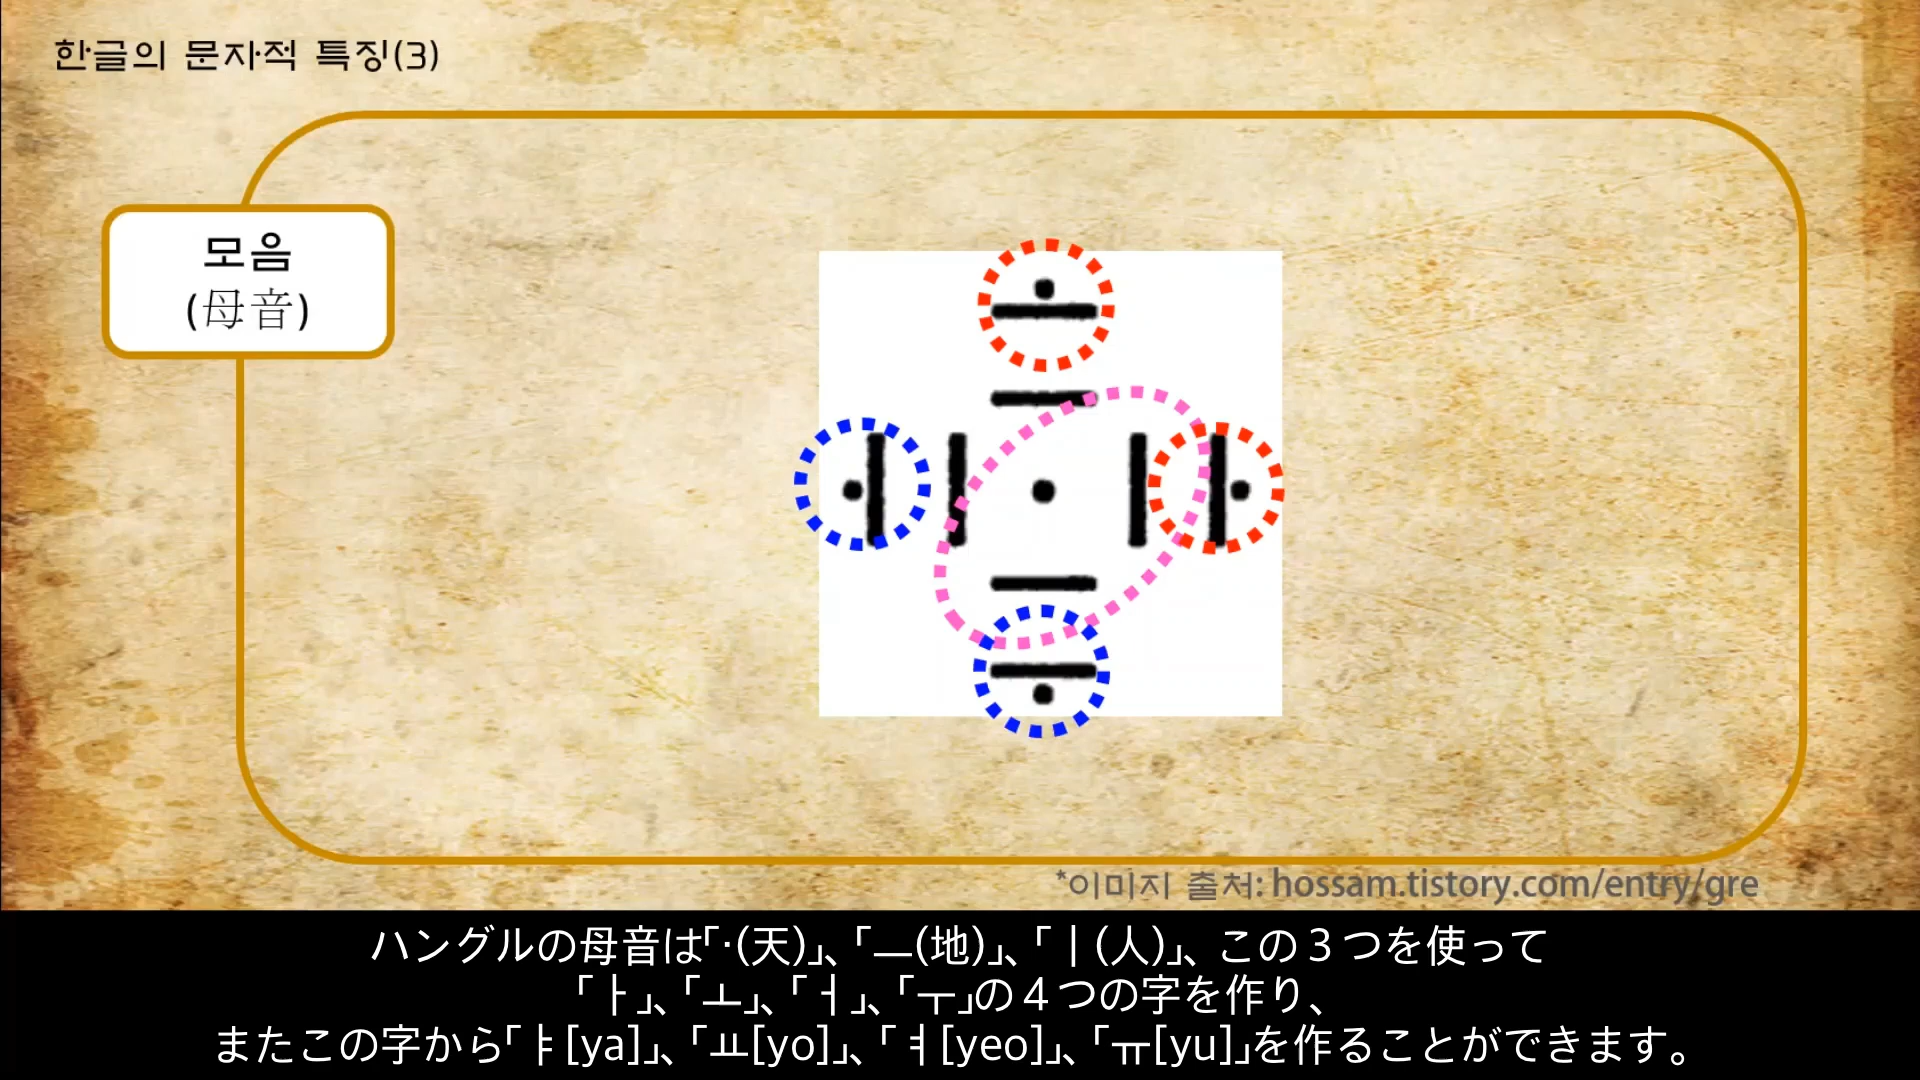 한글의 문자적 특징(3)
모음
(母音)
*이미지 출처: hossam.tistory.com/entry/gre
ハングルの母音は「·(天)」、「ㅡ(地)」、「ㅣ(人)」、この３つを使って
「ㅏ」、「ㅗ」、「ㅓ」、「ㅜ」の４つの字を作り、
またこの字から「ㅑ[ya]」、「ㅛ[yo]」、「ㅕ[yeo]」、「ㅠ[yu]」を作ることができます。